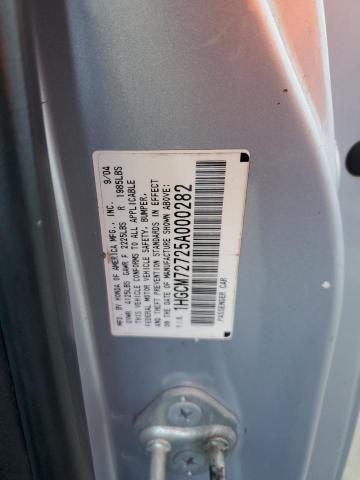 MFD. BY HONDA OF AMERICA MFG., INC. 9/04
GVWR 4125LBS GAWR F 2225LBS R 1985LBS
THIS VEHICLE CONFORMS TO ALL APPLICABLE
FEDERAL MOTOR VEHICLE SAFETY, BUMPER,
AND THEFT PREVENTION STANDARDS IN EFFECT
ON THE DATE OF MANUFACTURE SHOWN ABOVE.
V.I.N. 1HGCM72725A000282
PASSENGER CAR